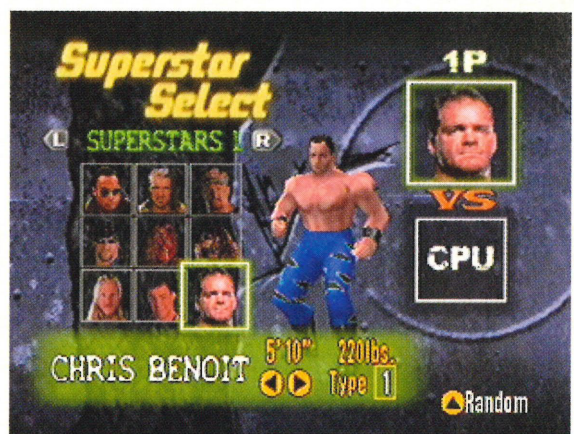 Superstar
Select
L SUPERSTARS 1 R
1P
VS
CPU
CHRIS BENOIT
5'10" 220lbs.
Type 1
Random